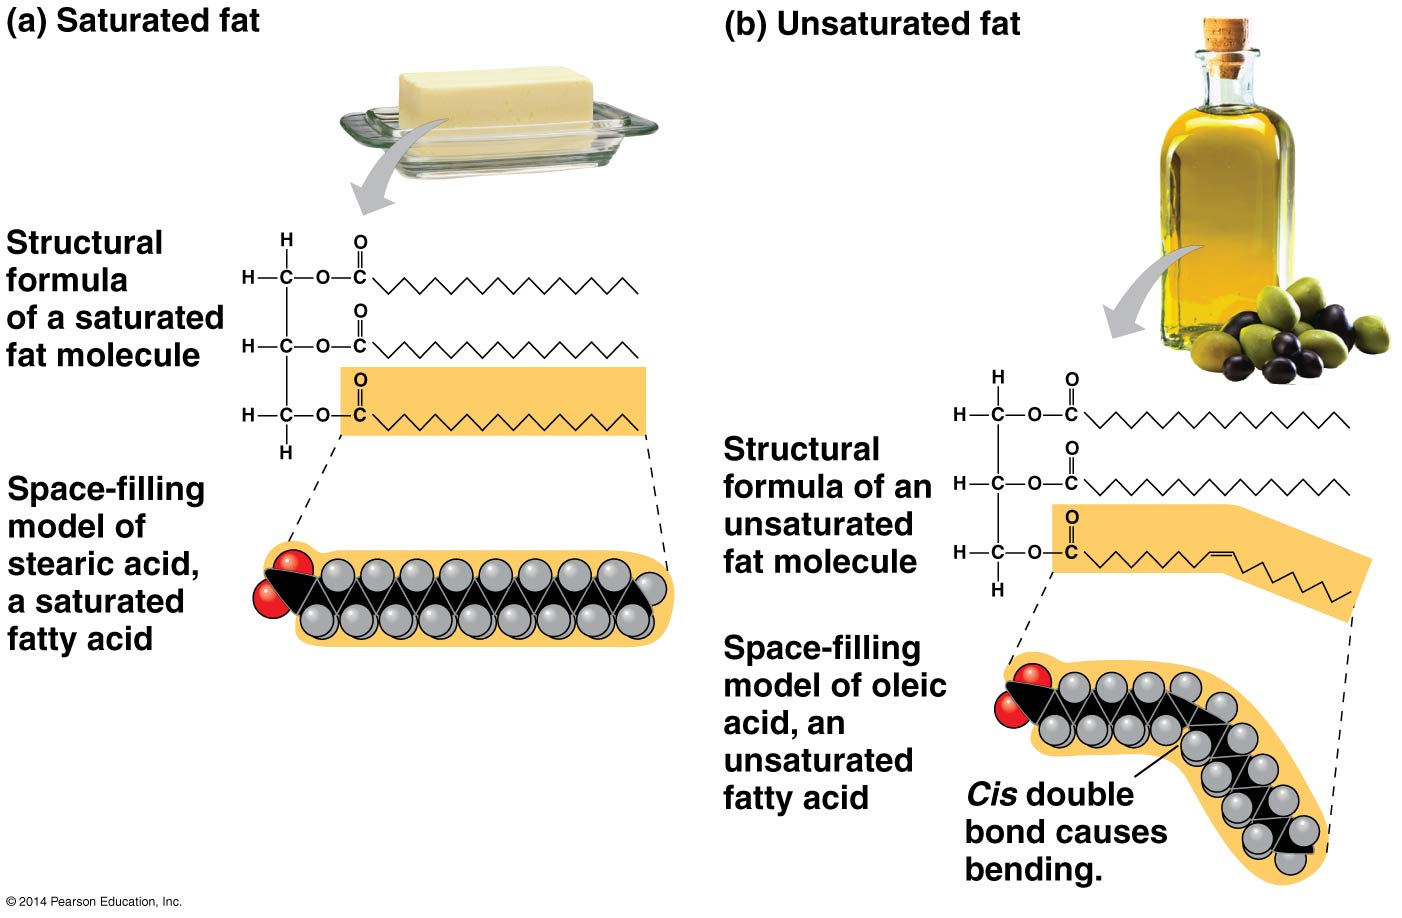 (a) Saturated fat
Structural
formula
of a saturated
fat molecule
H O
H—C—O—C
O
H—C—O—C
O
H—C—O—C
H
Space-filling
model of
stearic acid,
a saturated
fatty acid
(b) Unsaturated fat
Structural
formula of an
unsaturated
fat molecule
H O
H—C—O—C
O
H—C—O—C
O
H—C—O—C
H
Space-filling
model of oleic
acid, an
unsaturated
fatty acid
Cis double
bond causes
bending.
© 2014 Pearson Education, Inc.